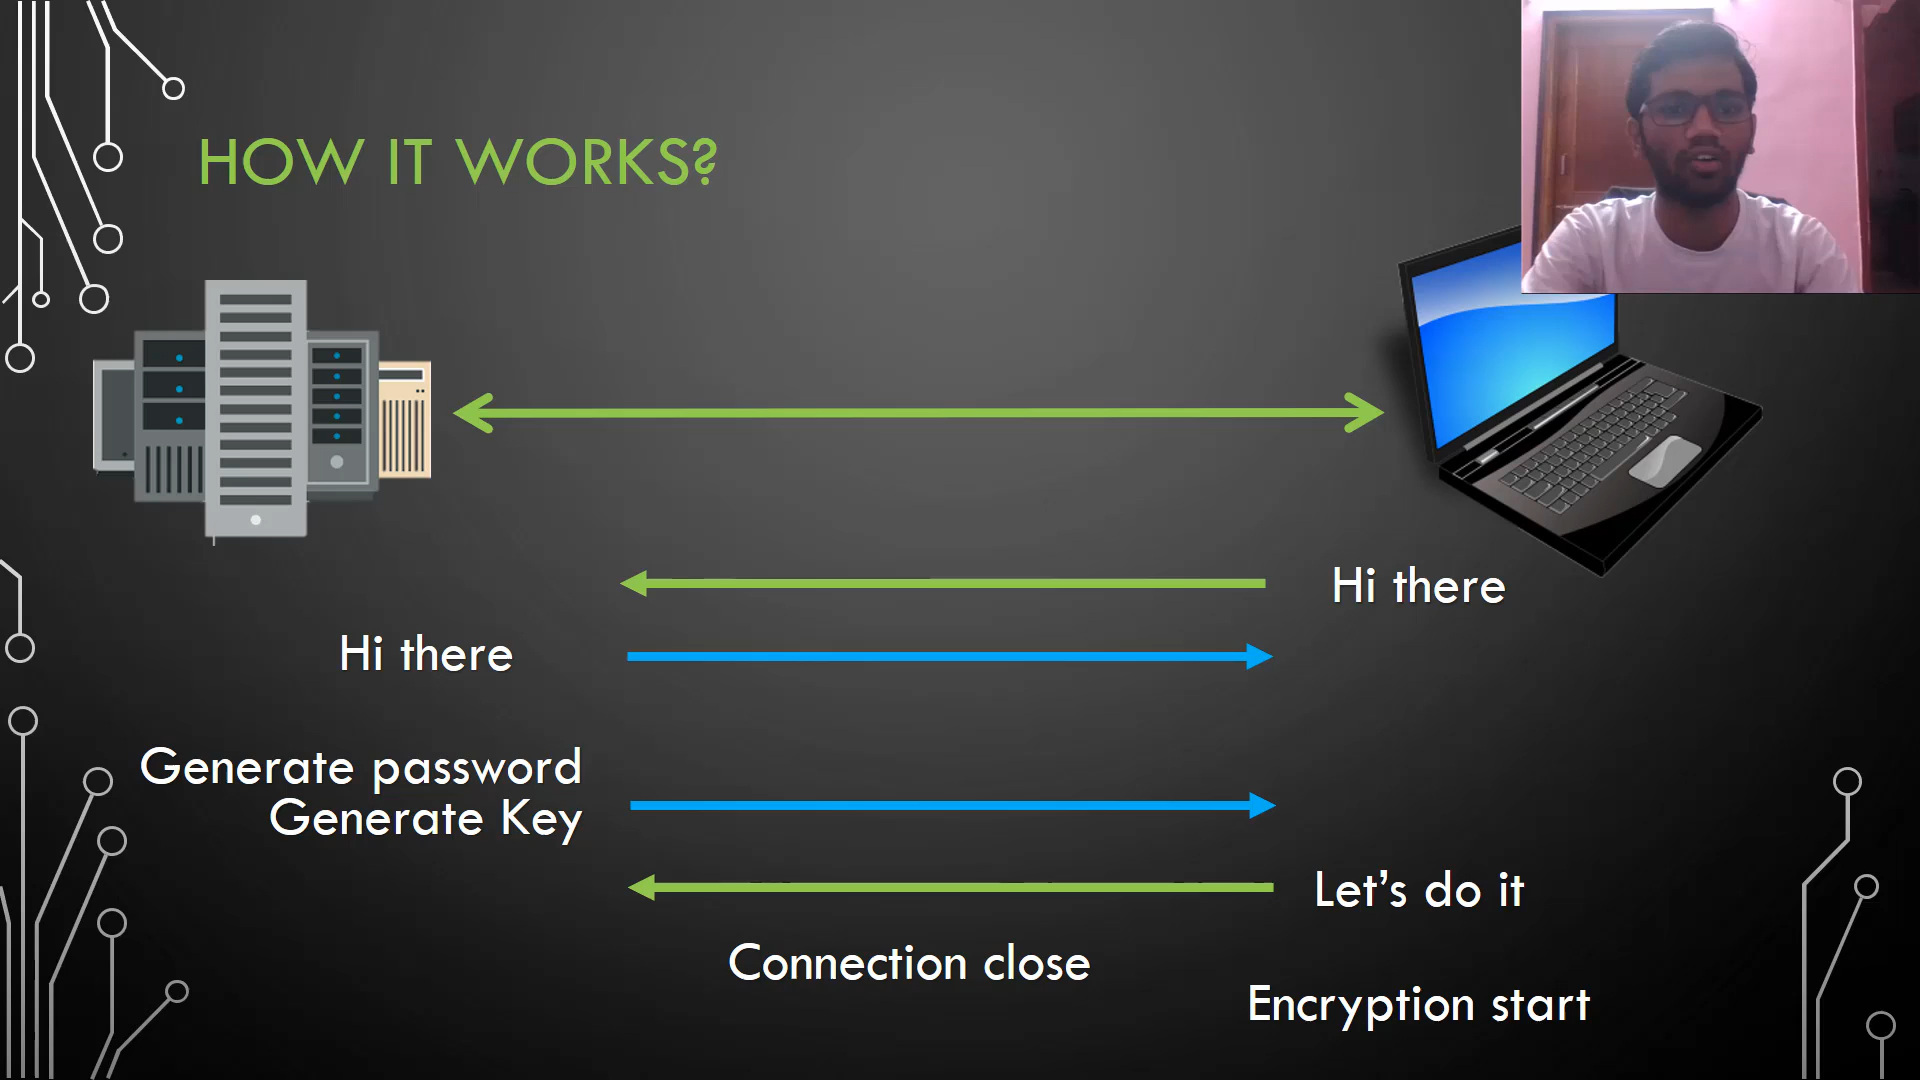 HOW IT WORKS?
Hi there
Hi there
Generate password
Generate Key
Let's do it
Connection close
Encryption start